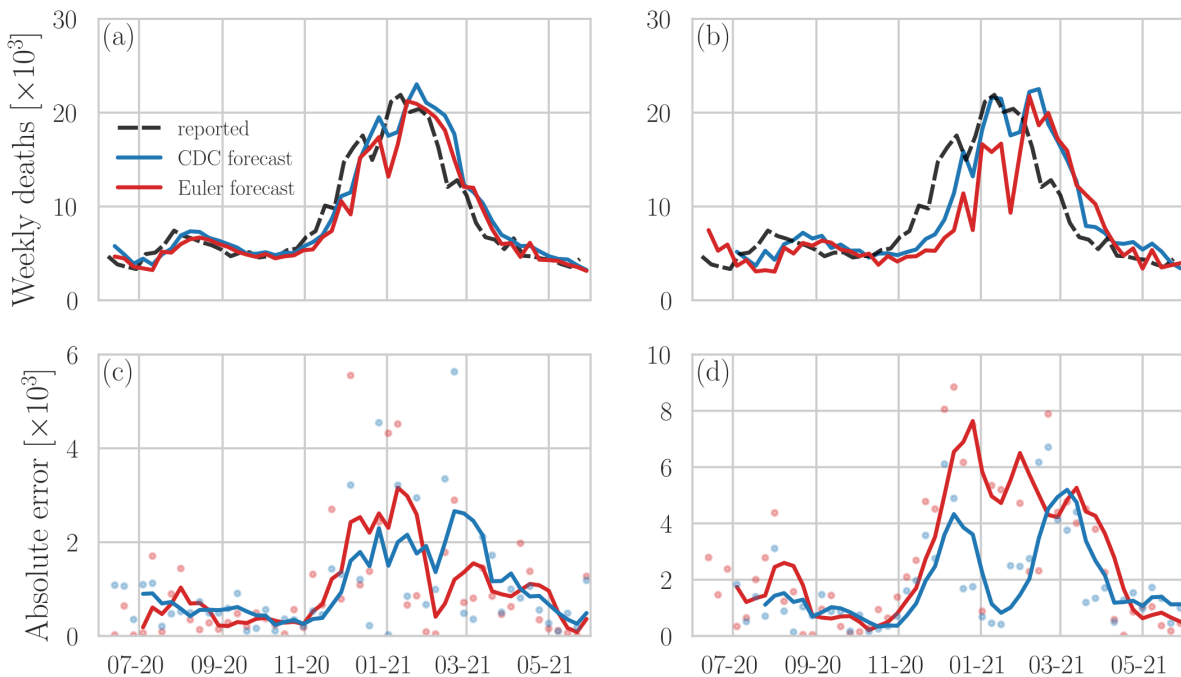 (a)
(b)
30
20
10
0
Weekly deaths [×10³]
reported
CDC forecast
Euler forecast
30
20
10
0
(c)
(d)
6
4
2
0
Absolute error [×10³]
10
8
6
4
2
0
07-20 09-20 11-20 01-21 03-21 05-21
07-20 09-20 11-20 01-21 03-21 05-21